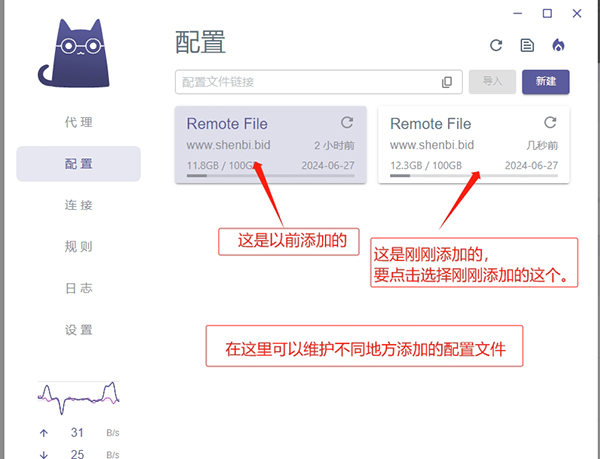 配置
配置文件链接
导入
新建
代理
配置
连接
规则
日志
设置
Remote File
www.shenbi.bid
2 小时前
11.8GB / 100GB
2024-06-27
Remote File
www.shenbi.bid
几秒前
12.3GB / 100GB
2024-06-27
这是以前添加的
这是刚刚添加的，
要点击选择刚刚添加的这个。
在这里可以维护不同地方添加的配置文件
31 B/s
25 B/s